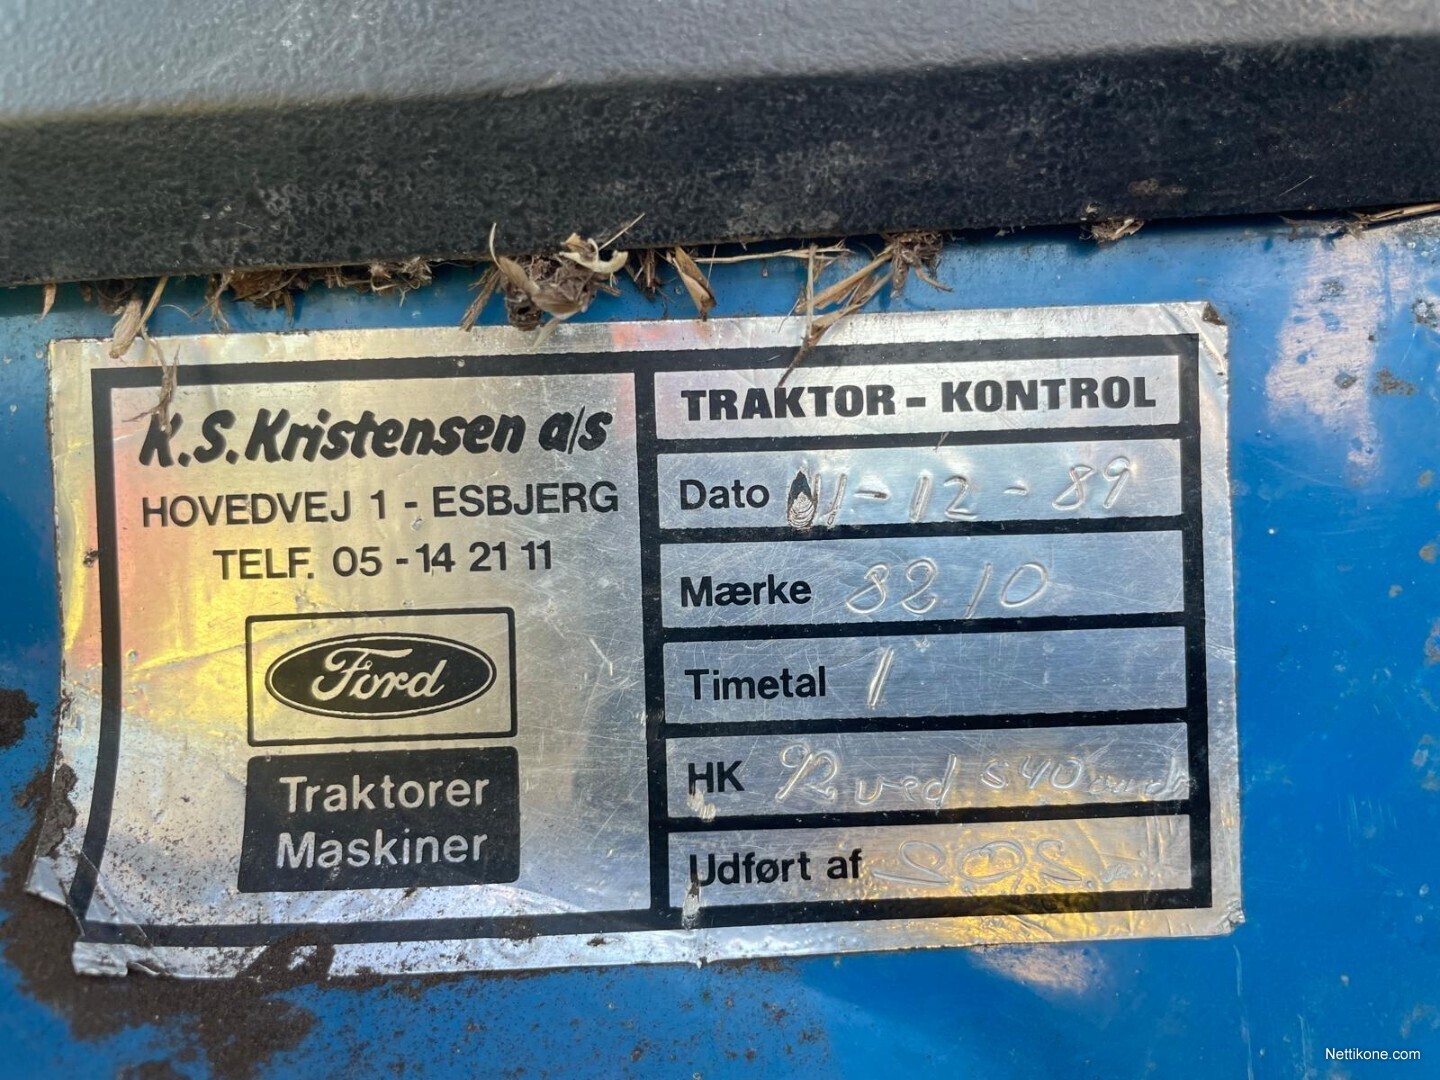 K.S. Kristensen a/s
HOVEDVEJ 1 - ESBJERG
TELF. 05 - 14 21 11
Ford
Traktorer
Maskiner
TRAKTOR - KONTROL
Dato 11-12-89
Mærke 8210
Timetal 1
HK 92 ved 540
Udført af
Nettikone.com